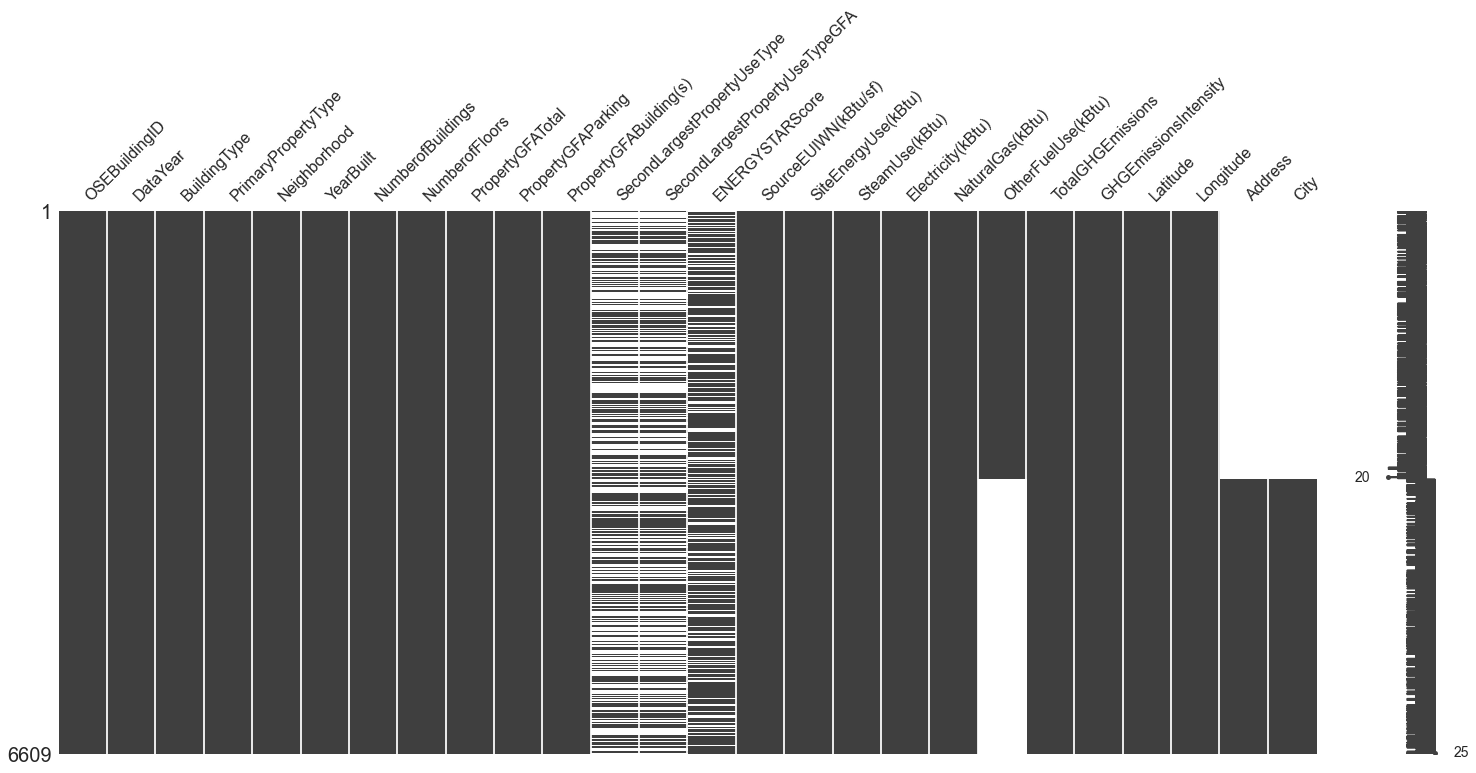 OSEBuildingID
DataYear
BuildingType
PrimaryPropertyType
Neighborhood
YearBuilt
NumberofBuildings
NumberofFloors
PropertyGFATotal
PropertyGFAParking
PropertyGFABuilding(s)
SecondLargestPropertyUseType
SecondLargestPropertyUseTypeGFA
ENERGYSTARScore
SourceEUIWN(kBtu/sf)
SiteEnergyUse(kBtu)
SteamUse(kBtu)
Electricity(kBtu)
NaturalGas(kBtu)
OtherFuelUse(kBtu)
TotalGHGEmissions
GHGEmissionsIntensity
Latitude
Longitude
Address
City
1
20
6609
25